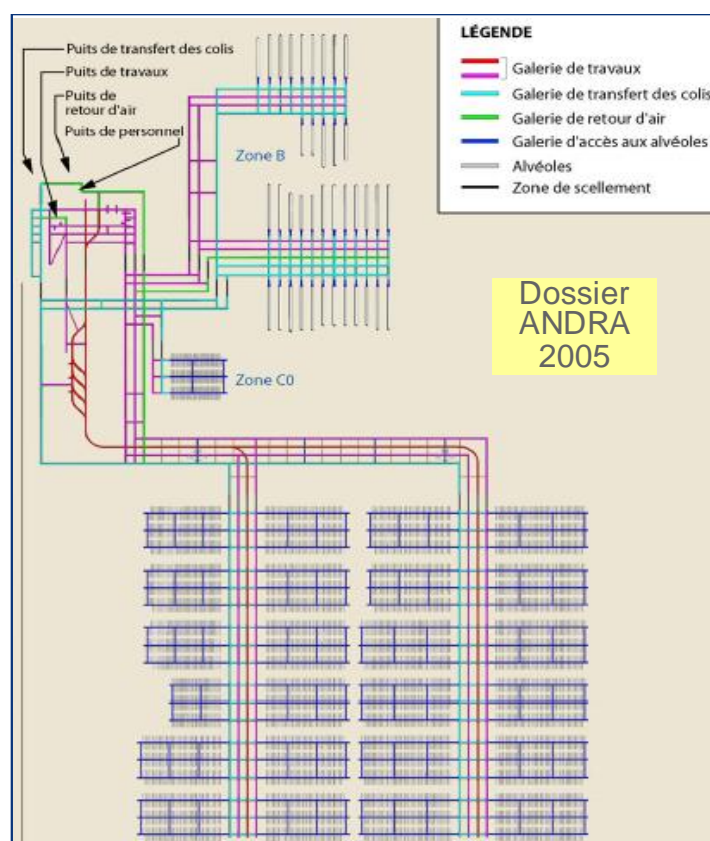 Puits de transfert des colis
Puits de travaux
Puits de
retour d'air
Puits de personnel
Zone B
Zone C0
LÉGENDE
Galerie de travaux
Galerie de transfert des colis
Galerie de retour d'air
Galerie d'accès aux alvéoles
Alvéoles
Zone de scellement
Dossier
ANDRA
2005